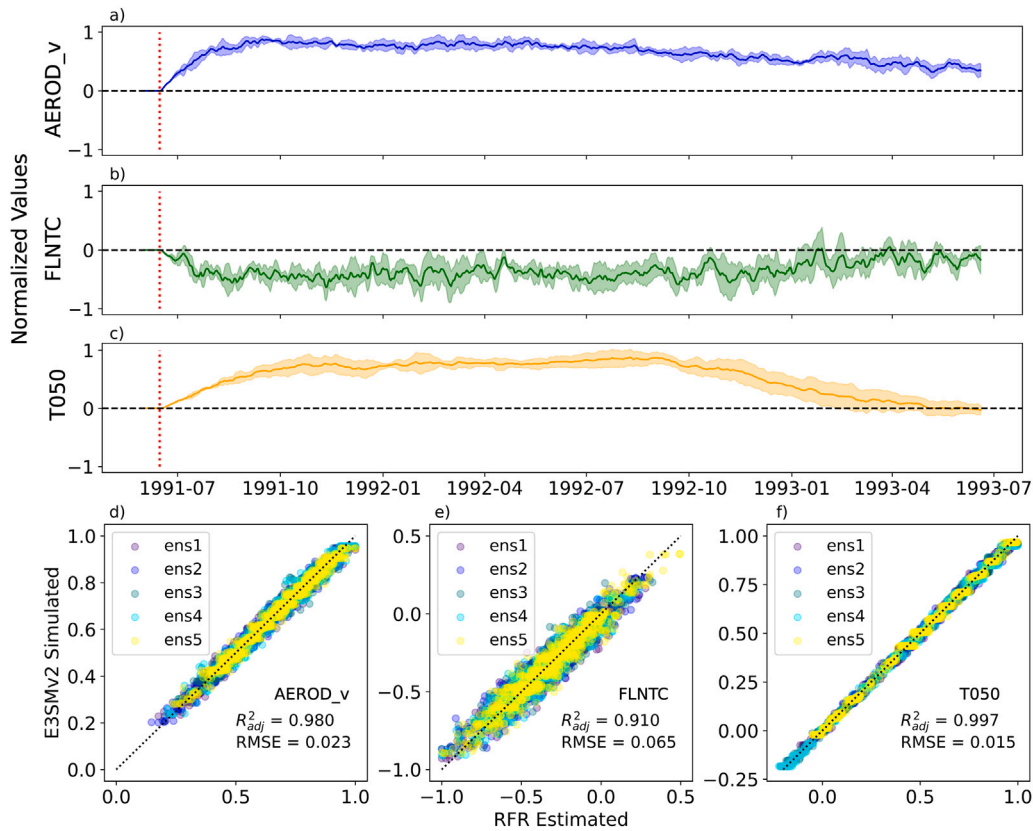 a)
1
0
−1
AEROD_v
b)
1
0
−1
FLNTC
Normalized Values
c)
1
0
−1
T050
1991-07 1991-10 1992-01 1992-04 1992-07 1992-10 1993-01 1993-04 1993-07
d)
1.0
0.8
0.6
0.4
0.2
0.0
E3SMv2 Simulated
ens1
ens2
ens3
ens4
ens5
AEROD_v
R²adj = 0.980
RMSE = 0.023
0.0 0.5 1.0
e)
0.5
−0.0
−0.5
−1.0
ens1
ens2
ens3
ens4
ens5
FLNTC
R²adj = 0.910
RMSE = 0.065
−1.0 −0.5 0.0 0.5
RFR Estimated
f)
1.00
0.75
0.50
0.25
0.00
−0.25
ens1
ens2
ens3
ens4
ens5
T050
R²adj = 0.997
RMSE = 0.015
0.0 0.5 1.0